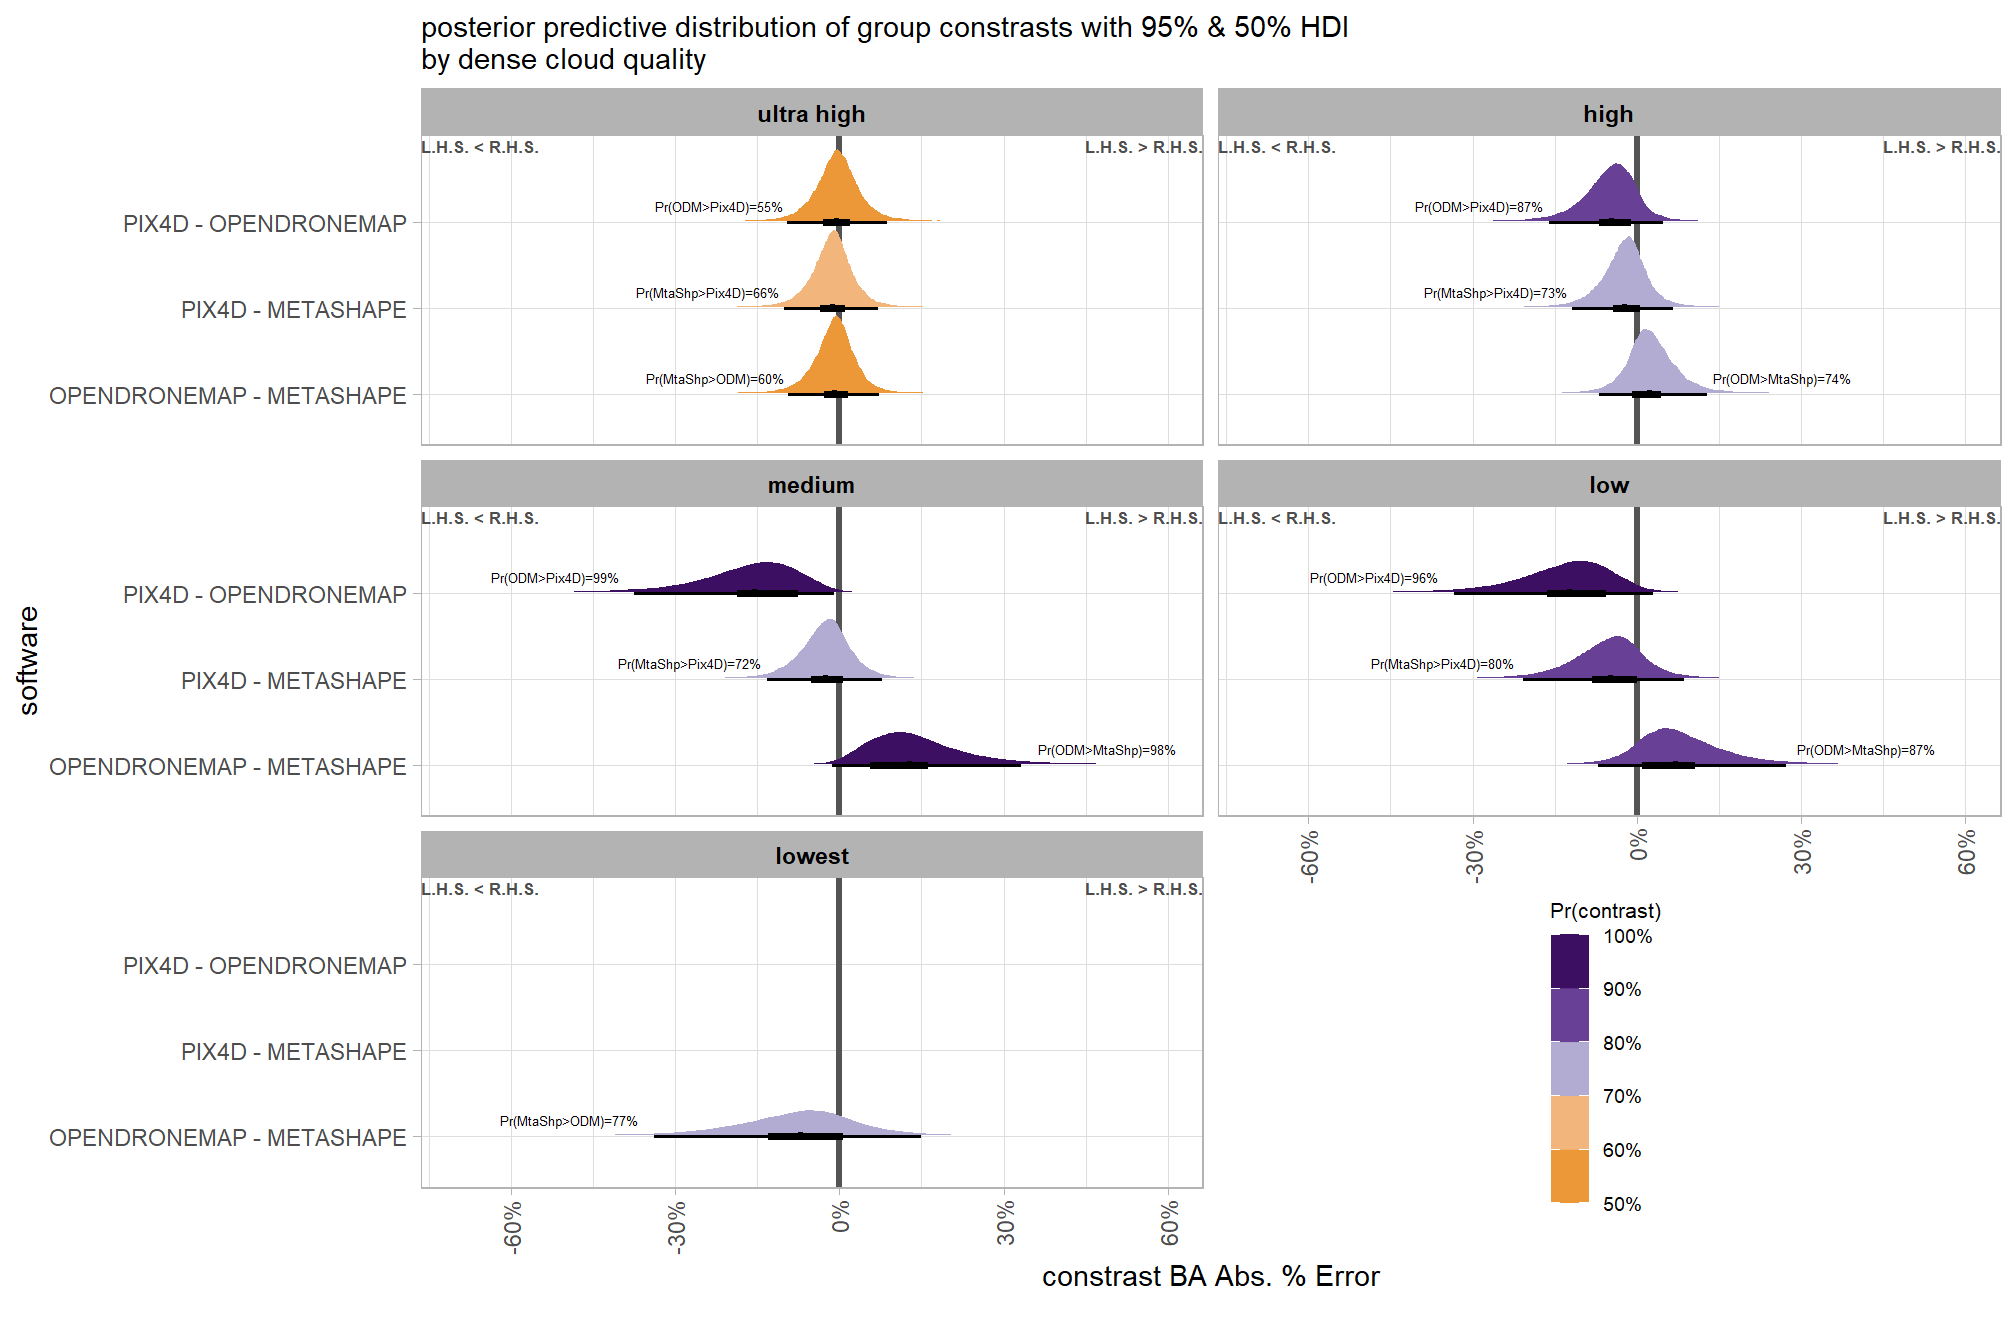 posterior predictive distribution of group constrasts with 95% & 50% HDI
by dense cloud quality
ultra high
L.H.S. < R.H.S.
L.H.S. > R.H.S.
PIX4D - OPENDRONEMAP
Pr(ODM>Pix4D)=55%
PIX4D - METASHAPE
Pr(MtaShp>Pix4D)=66%
OPENDRONEMAP - METASHAPE
Pr(MtaShp>ODM)=60%
high
L.H.S. < R.H.S.
L.H.S. > R.H.S.
Pr(ODM>Pix4D)=87%
Pr(MtaShp>Pix4D)=73%
Pr(ODM>MtaShp)=74%
medium
L.H.S. < R.H.S.
L.H.S. > R.H.S.
PIX4D - OPENDRONEMAP
Pr(ODM>Pix4D)=99%
PIX4D - METASHAPE
Pr(MtaShp>Pix4D)=72%
OPENDRONEMAP - METASHAPE
Pr(ODM>MtaShp)=98%
low
L.H.S. < R.H.S.
L.H.S. > R.H.S.
Pr(ODM>Pix4D)=96%
Pr(MtaShp>Pix4D)=80%
Pr(ODM>MtaShp)=87%
-60%
-30%
0%
30%
60%
software
lowest
L.H.S. < R.H.S.
L.H.S. > R.H.S.
PIX4D - OPENDRONEMAP
PIX4D - METASHAPE
OPENDRONEMAP - METASHAPE
Pr(MtaShp>ODM)=77%
-60%
-30%
0%
30%
60%
constrast BA Abs. % Error
Pr(contrast)
100%
90%
80%
70%
60%
50%